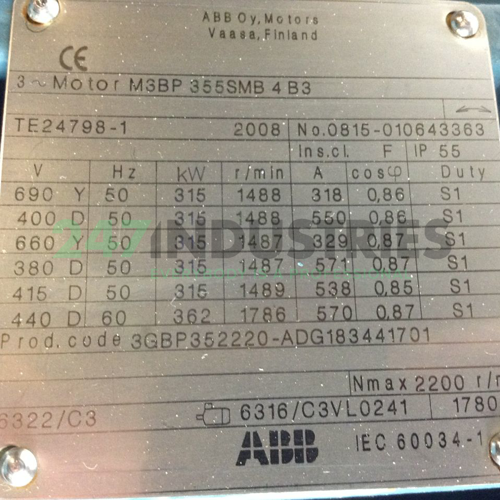 ABB Oy, Motors
Vaasa, Finland
CE
3~Motor M3BP 355SMB 4 B3
TE24798-1 2008 No.0815-010643363
Ins.cl. F IP 55
V Hz kW r/min A cosφ Duty
690 Y 50 315 1488 318 0,86 S1
400 D 50 315 1488 550 0,86 S1
660 Y 50 315 1487 329 0,87 S1
380 D 50 315 1487 571 0,87 S1
415 D 50 315 1489 538 0,85 S1
440 D 60 362 1786 570 0,87 S1
247 INDUSTRIES
Prod. code 3GBP352220-ADG183441701
Nmax 2200 r/m
6322/C3 6316/C3VL0241 1780
ABB IEC 60034-1